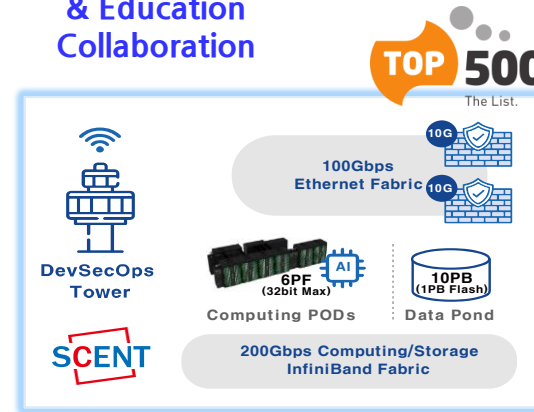 & Education
Collaboration
TOP 500
The List.
10G
100Gbps
Ethernet Fabric
10G
DevSecOps
Tower
AI
6PF
(32bit Max)
Computing PODs
10PB
(1PB Flash)
Data Pond
SCENT
200Gbps Computing/Storage
InfiniBand Fabric